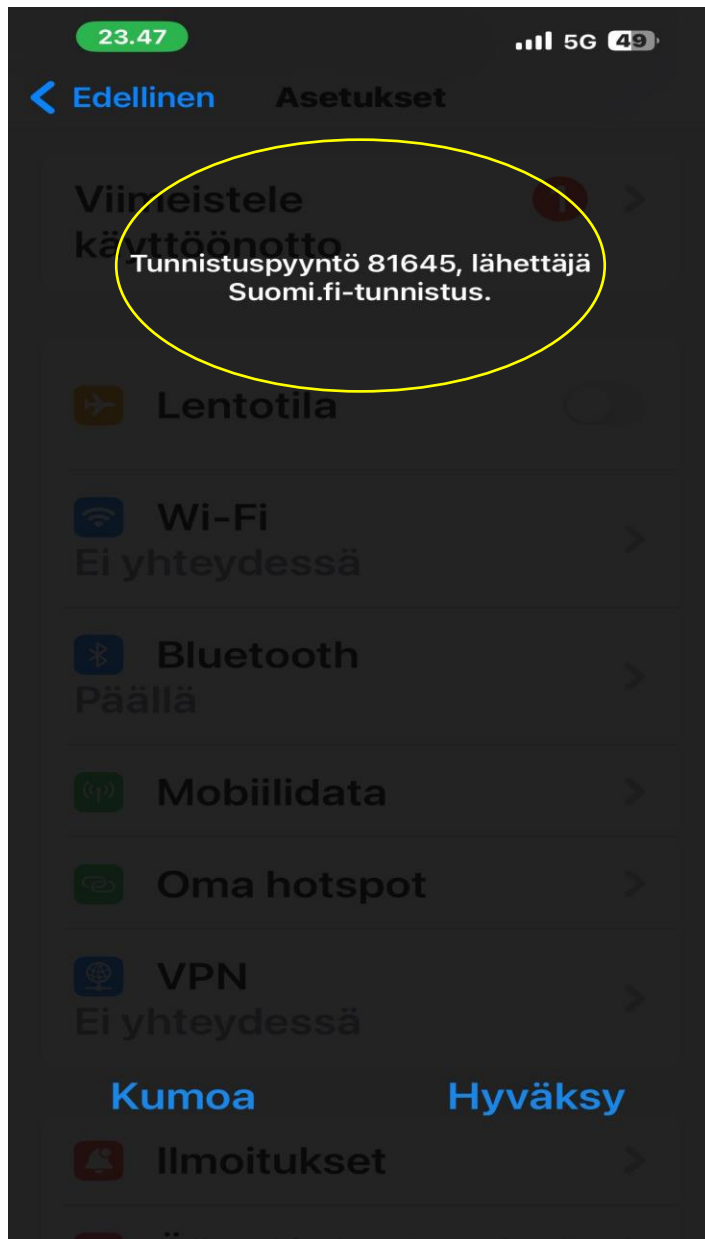 23.47
5G 49
Edellinen Asetukset
Viimeistele
käyttöönotto
1
Tunnistuspyyntö 81645, lähettäjä
Suomi.fi-tunnistus.
Lentotila
Wi-Fi
Ei yhteydessä
Bluetooth
Päällä
Mobiilidata
Oma hotspot
VPN
Ei yhteydessä
Kumoa Hyväksy
Ilmoitukset